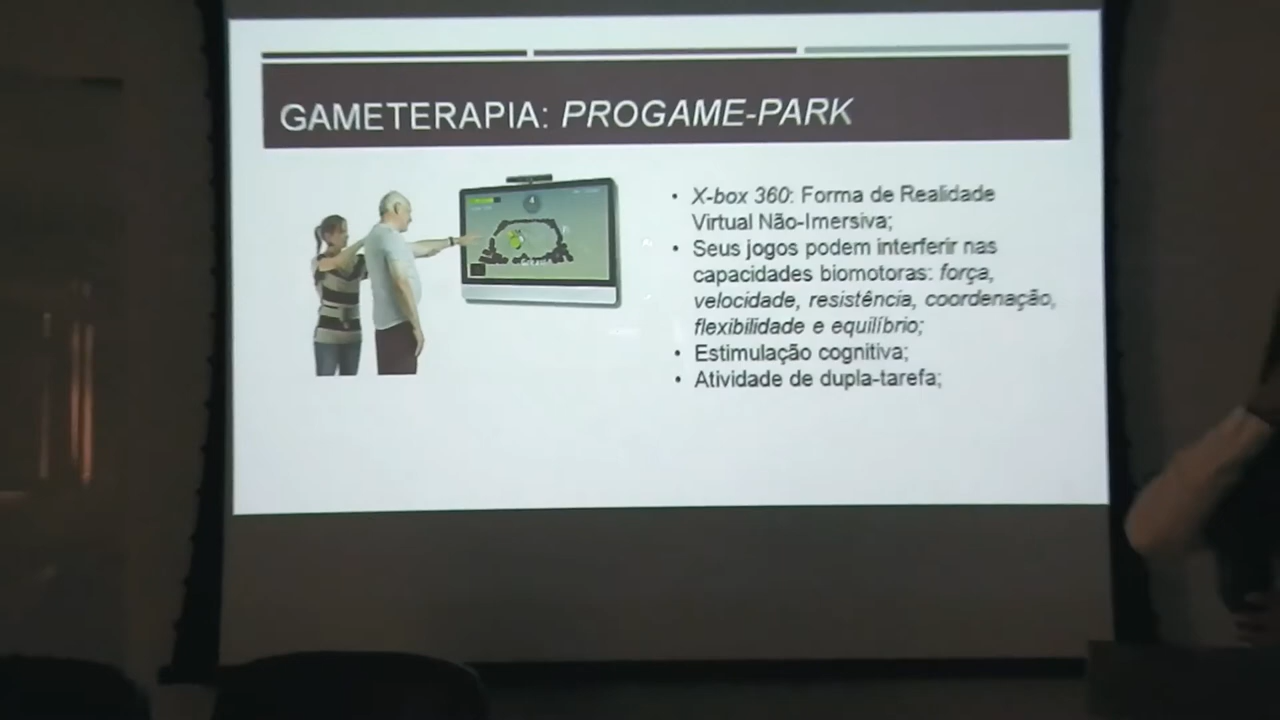 GAMETERAPIA: PROGAME-PARK
• X-box 360: Forma de Realidade
Virtual Não-Imersiva;
• Seus jogos podem interferir nas
capacidades biomotoras: força,
velocidade, resistência, coordenação,
flexibilidade e equilíbrio;
• Estimulação cognitiva;
• Atividade de dupla-tarefa;